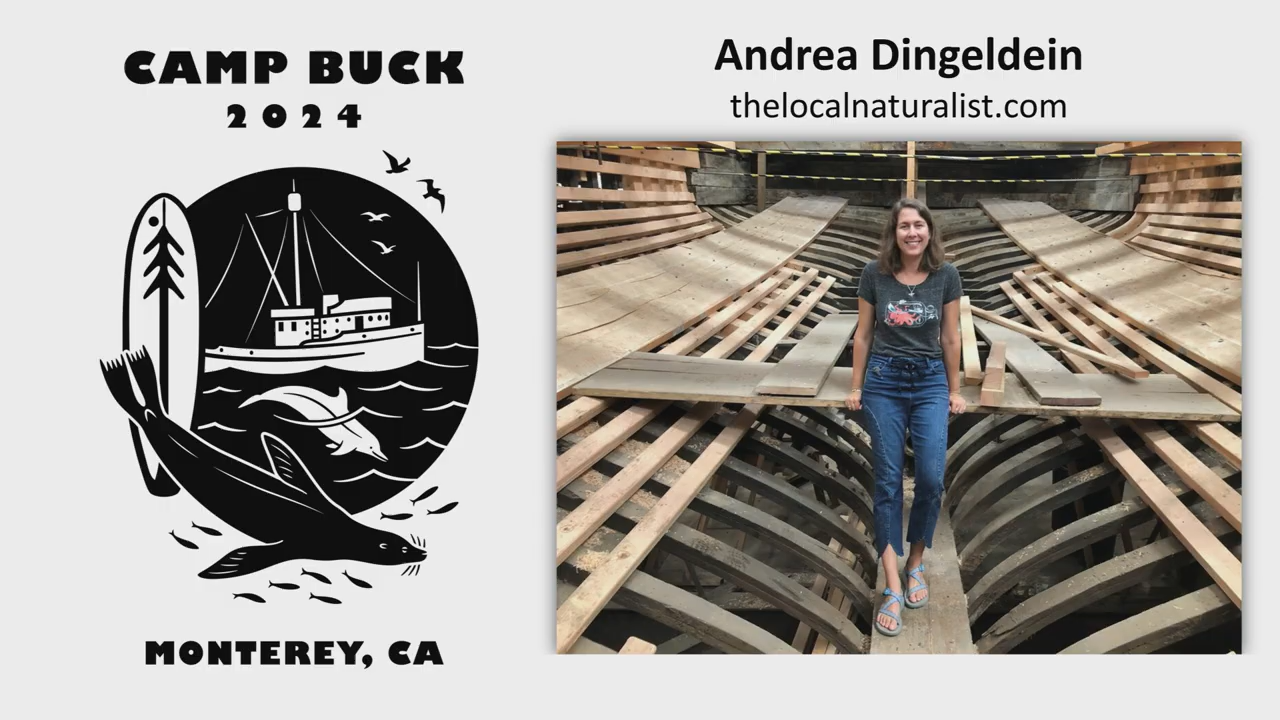 CAMP BUCK
2024
MONTEREY, CA
Andrea Dingeldein
thelocalnaturalist.com